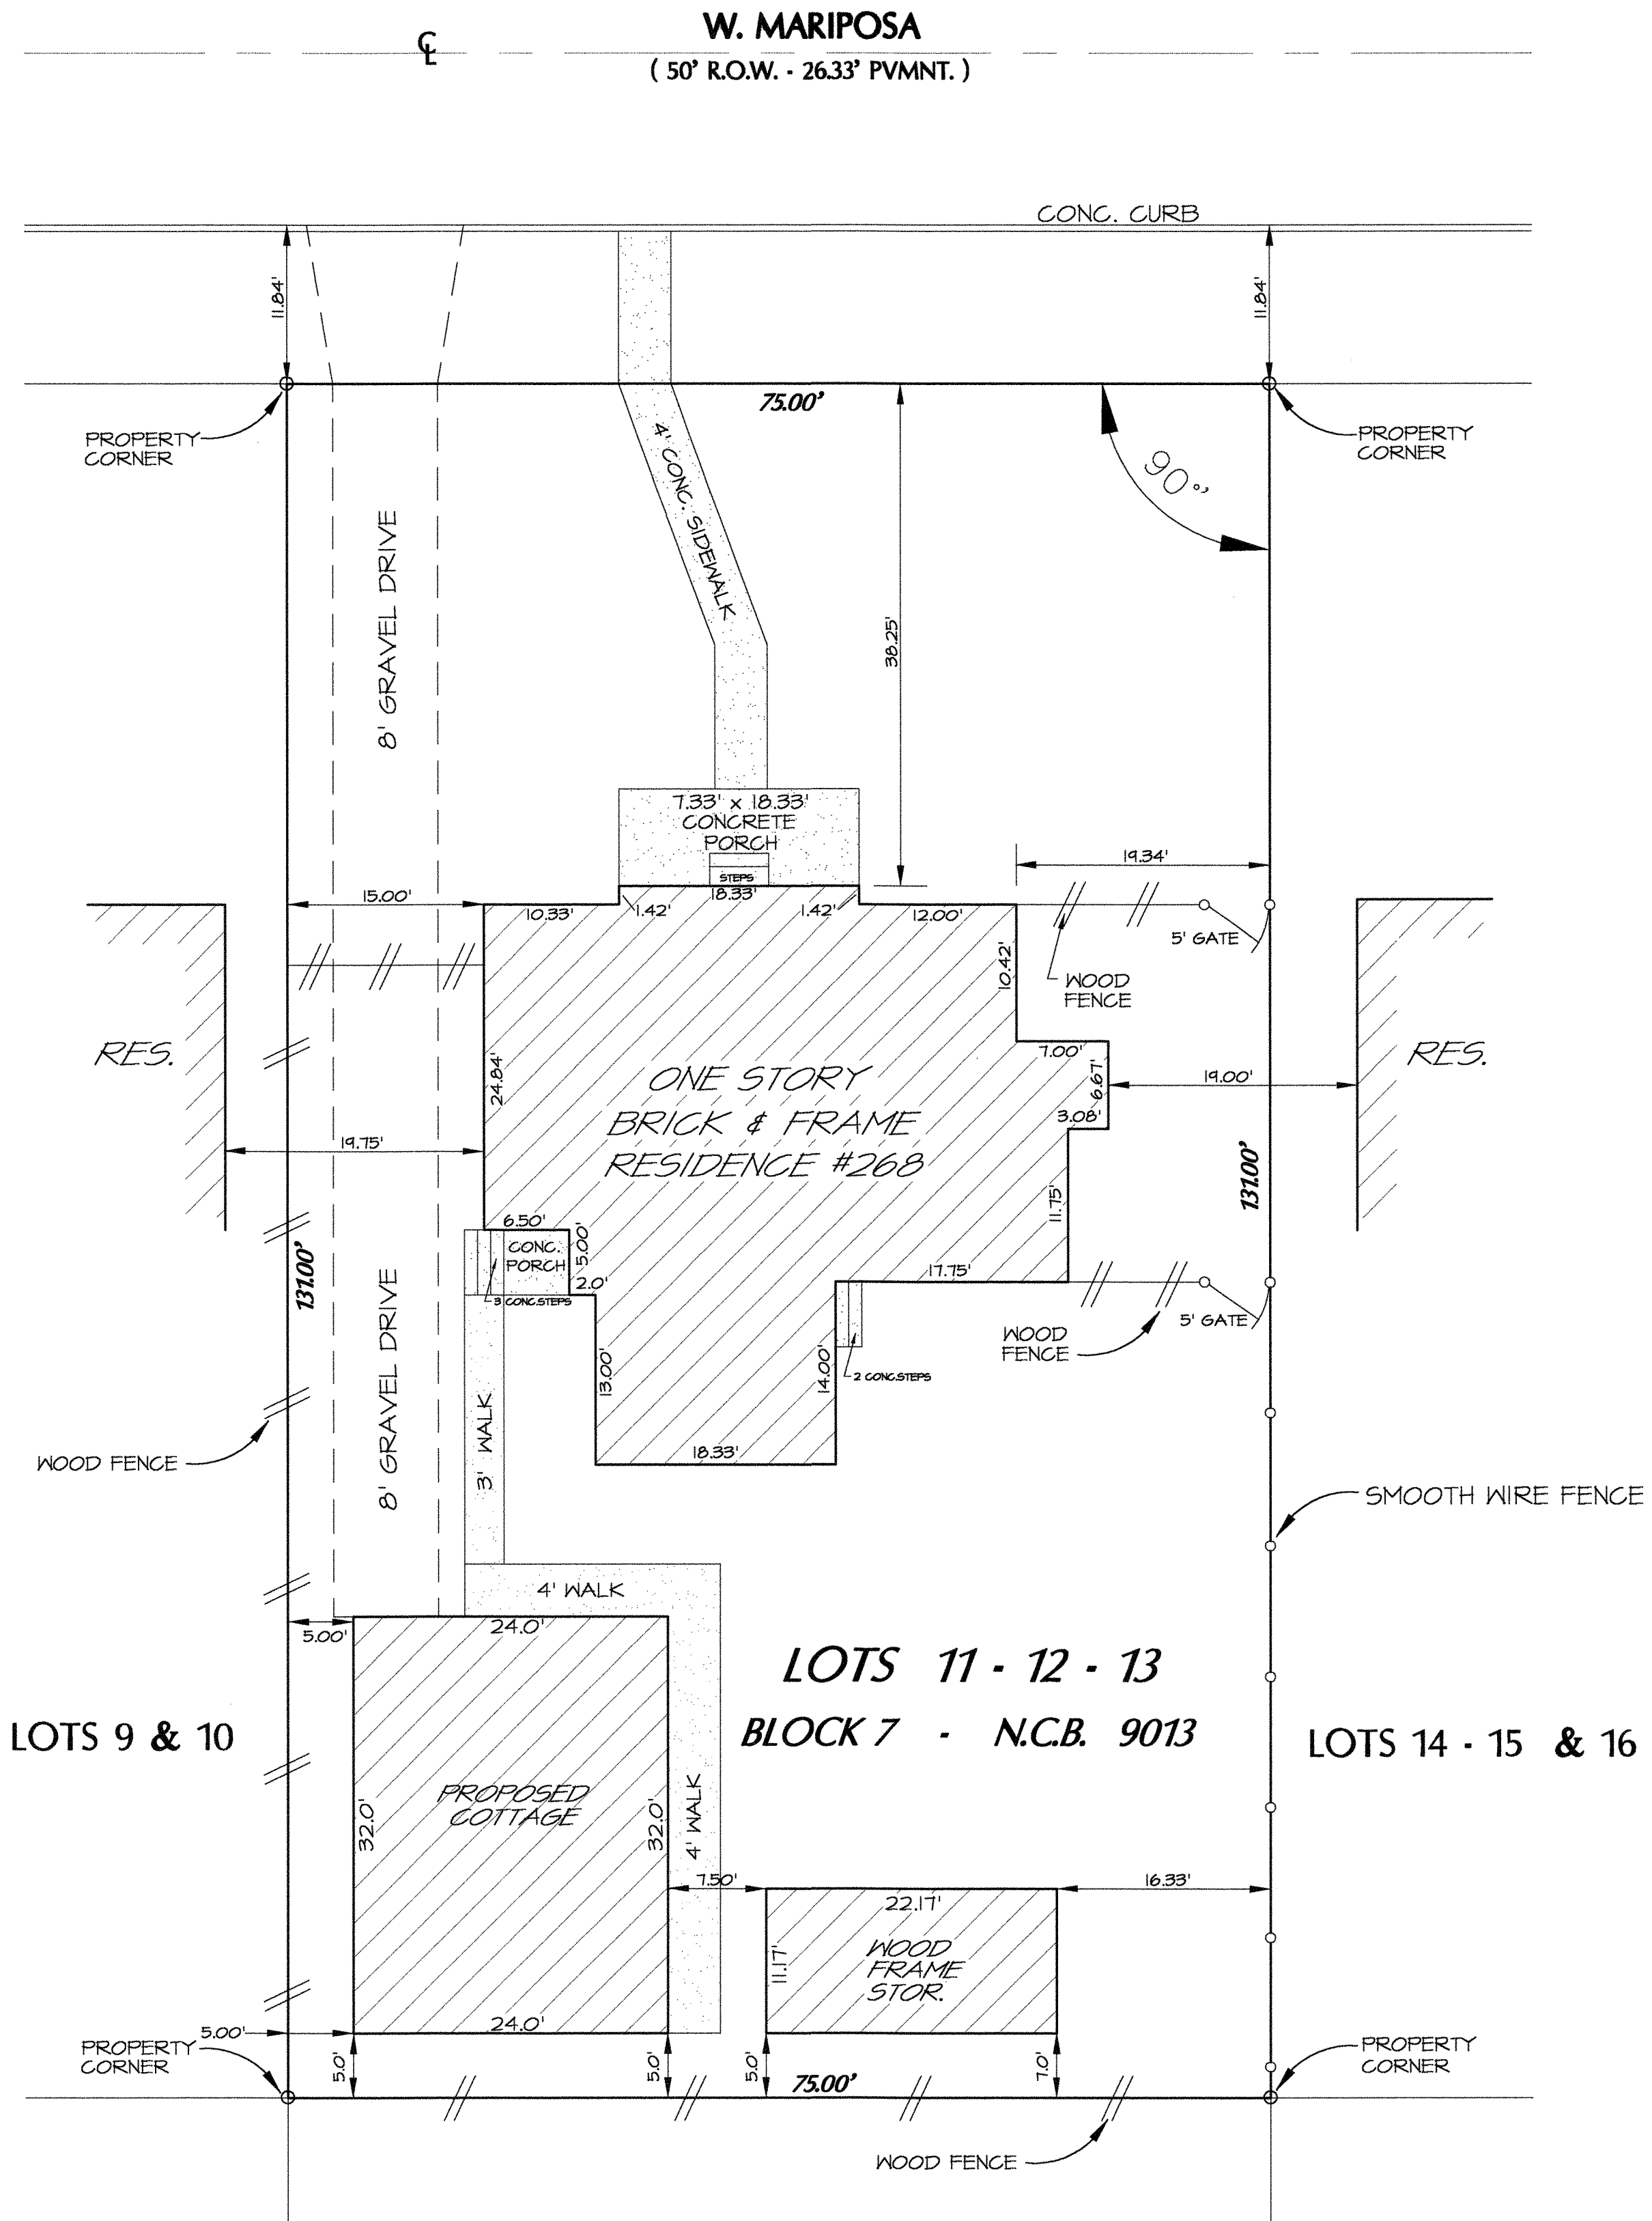 W. MARIPOSA
℄
( 50' R.O.W. - 26.33' PVMNT. )
CONC. CURB
11.84'
11.84'
75.00'
PROPERTY
CORNER
PROPERTY
CORNER
90°
4' CONC. SIDEWALK
8' GRAVEL DRIVE
38.25'
7.33' x 18.33'
CONCRETE
PORCH
STEPS
19.34'
15.00'
10.33'
1.42'
18.33'
1.42'
12.00'
5' GATE
10.42'
WOOD
FENCE
RES.
RES.
7.00'
6.67'
19.00'
3.08'
24.84'
ONE STORY
BRICK & FRAME
RESIDENCE #268
19.75'
131.00'
11.75'
6.50'
CONC.
PORCH
5.00'
2.0'
3 CONC.STEPS
17.75'
131.00'
5' GATE
WOOD
FENCE
13.00'
14.00'
2 CONC.STEPS
8' GRAVEL DRIVE
3' WALK
18.33'
WOOD FENCE
SMOOTH WIRE FENCE
4' WALK
5.00'
24.0'
LOTS 11 - 12 - 13
BLOCK 7 - N.C.B. 9013
LOTS 9 & 10
LOTS 14 - 15 & 16
PROPOSED
COTTAGE
32.0'
32.0'
4' WALK
7.50'
16.33'
22.17'
11.17'
WOOD
FRAME
STOR.
24.0'
5.00'
PROPERTY
CORNER
5.0'
5.0'
5.0'
7.0'
75.00'
PROPERTY
CORNER
WOOD FENCE